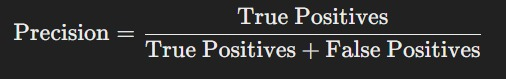 Precision = True Positives / True Positives + False Positives